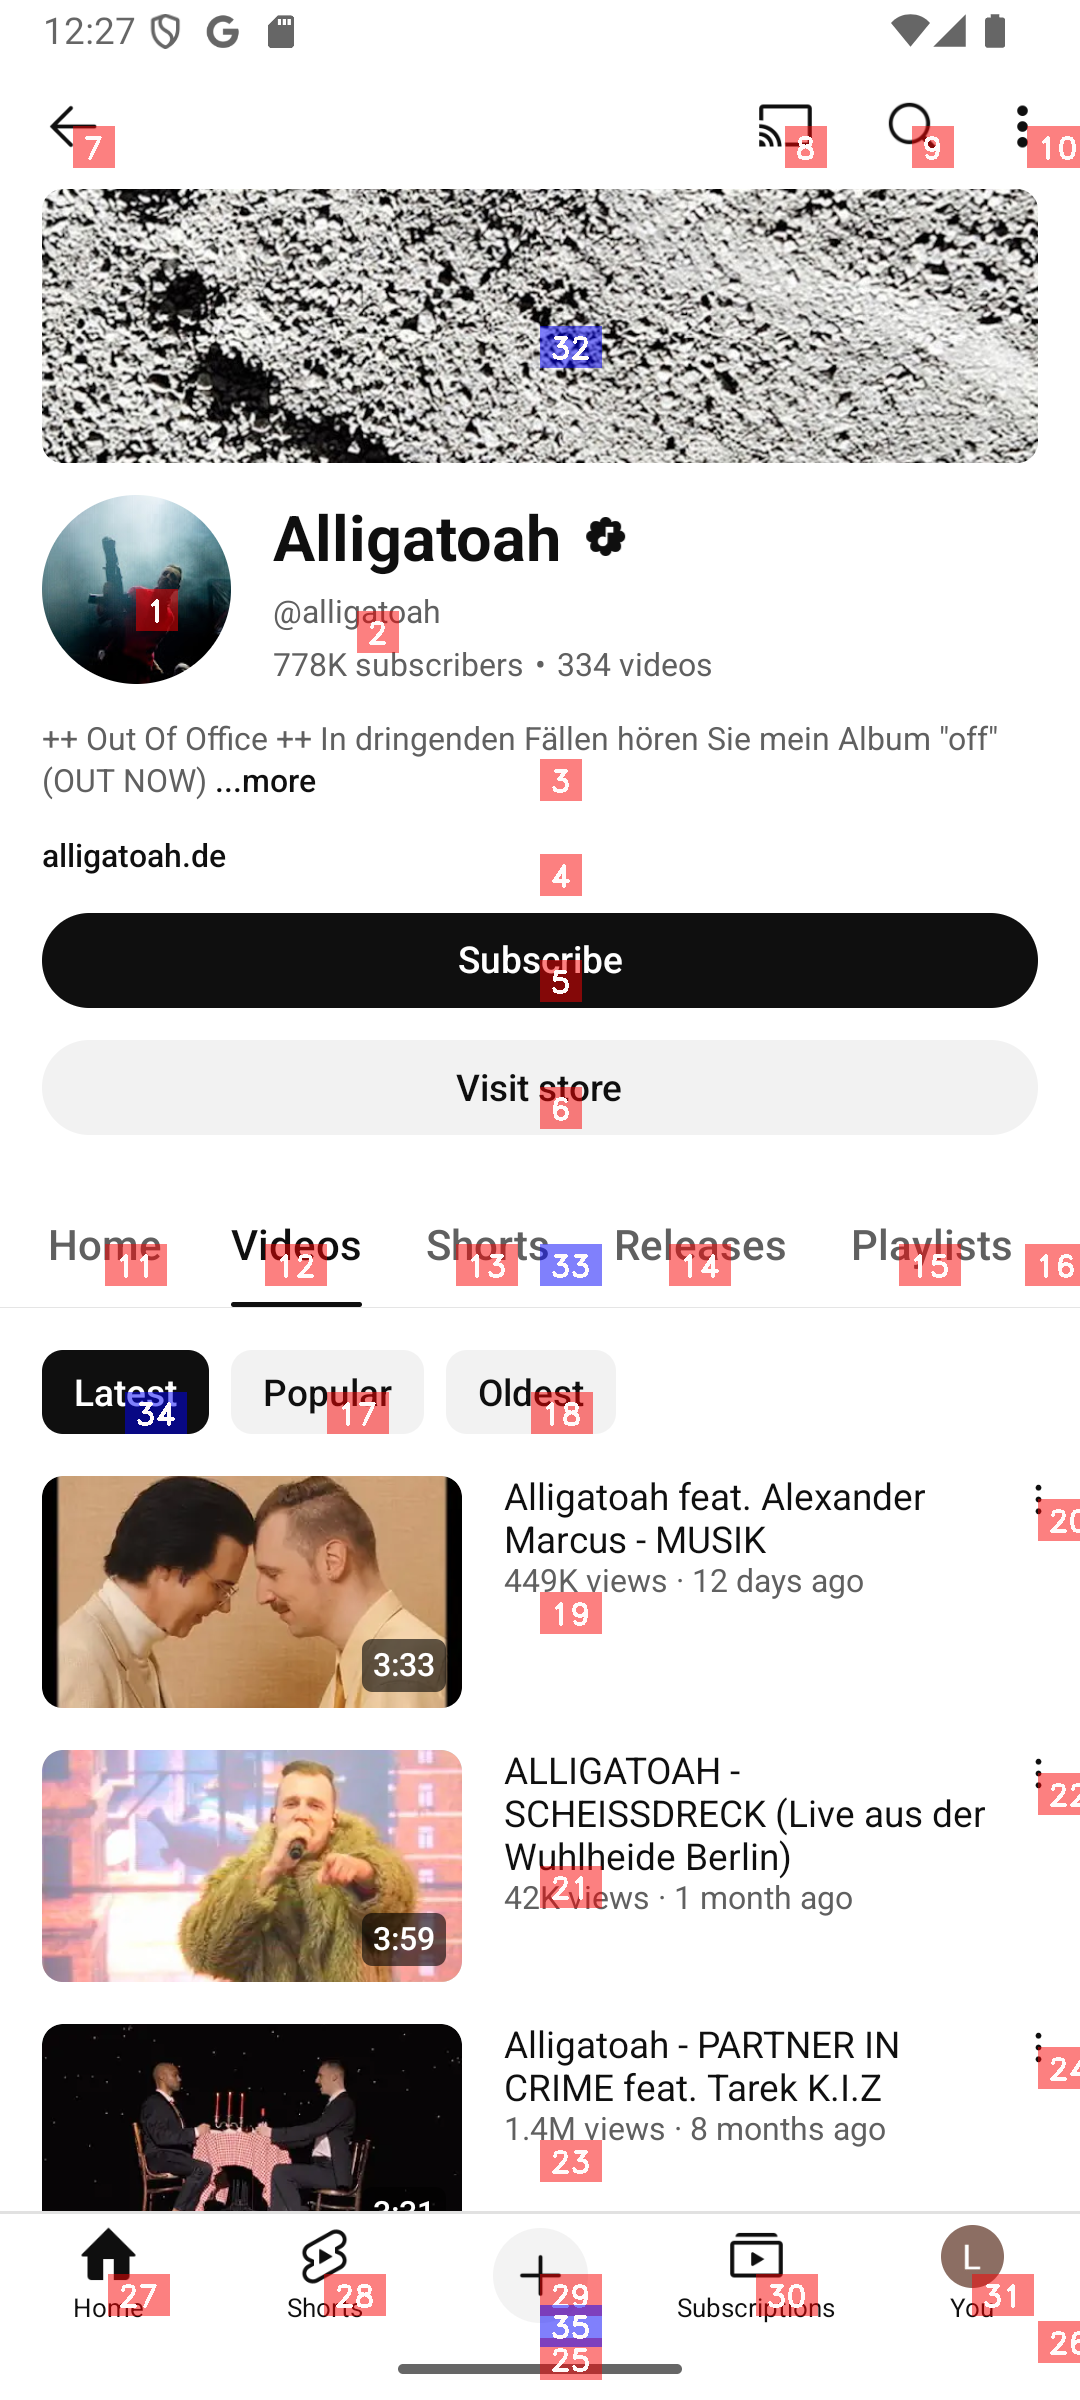 12:27
7
8
9
10
32
Alligatoah
1
@alligatoah
2
778K subscribers • 334 videos
++ Out Of Office ++ In dringenden Fällen hören Sie mein Album "off"
(OUT NOW) ...more
3
alligatoah.de
4
Subscribe
5
Visit store
6
Home Videos Shorts Releases Playlists
11 12 13 33 14 15 16
Latest Popular Oldest
34 17 18
Alligatoah feat. Alexander
Marcus - MUSIK
449K views · 12 days ago
20
19
3:33
ALLIGATOAH -
SCHEISSDRECK (Live aus der
Wuhlheide Berlin)
42K views · 1 month ago
22
21
3:59
Alligatoah - PARTNER IN
CRIME feat. Tarek K.I.Z
1.4M views · 8 months ago
24
23
Home Shorts Subscriptions You
27 28 29 30 31
L
35
26
25